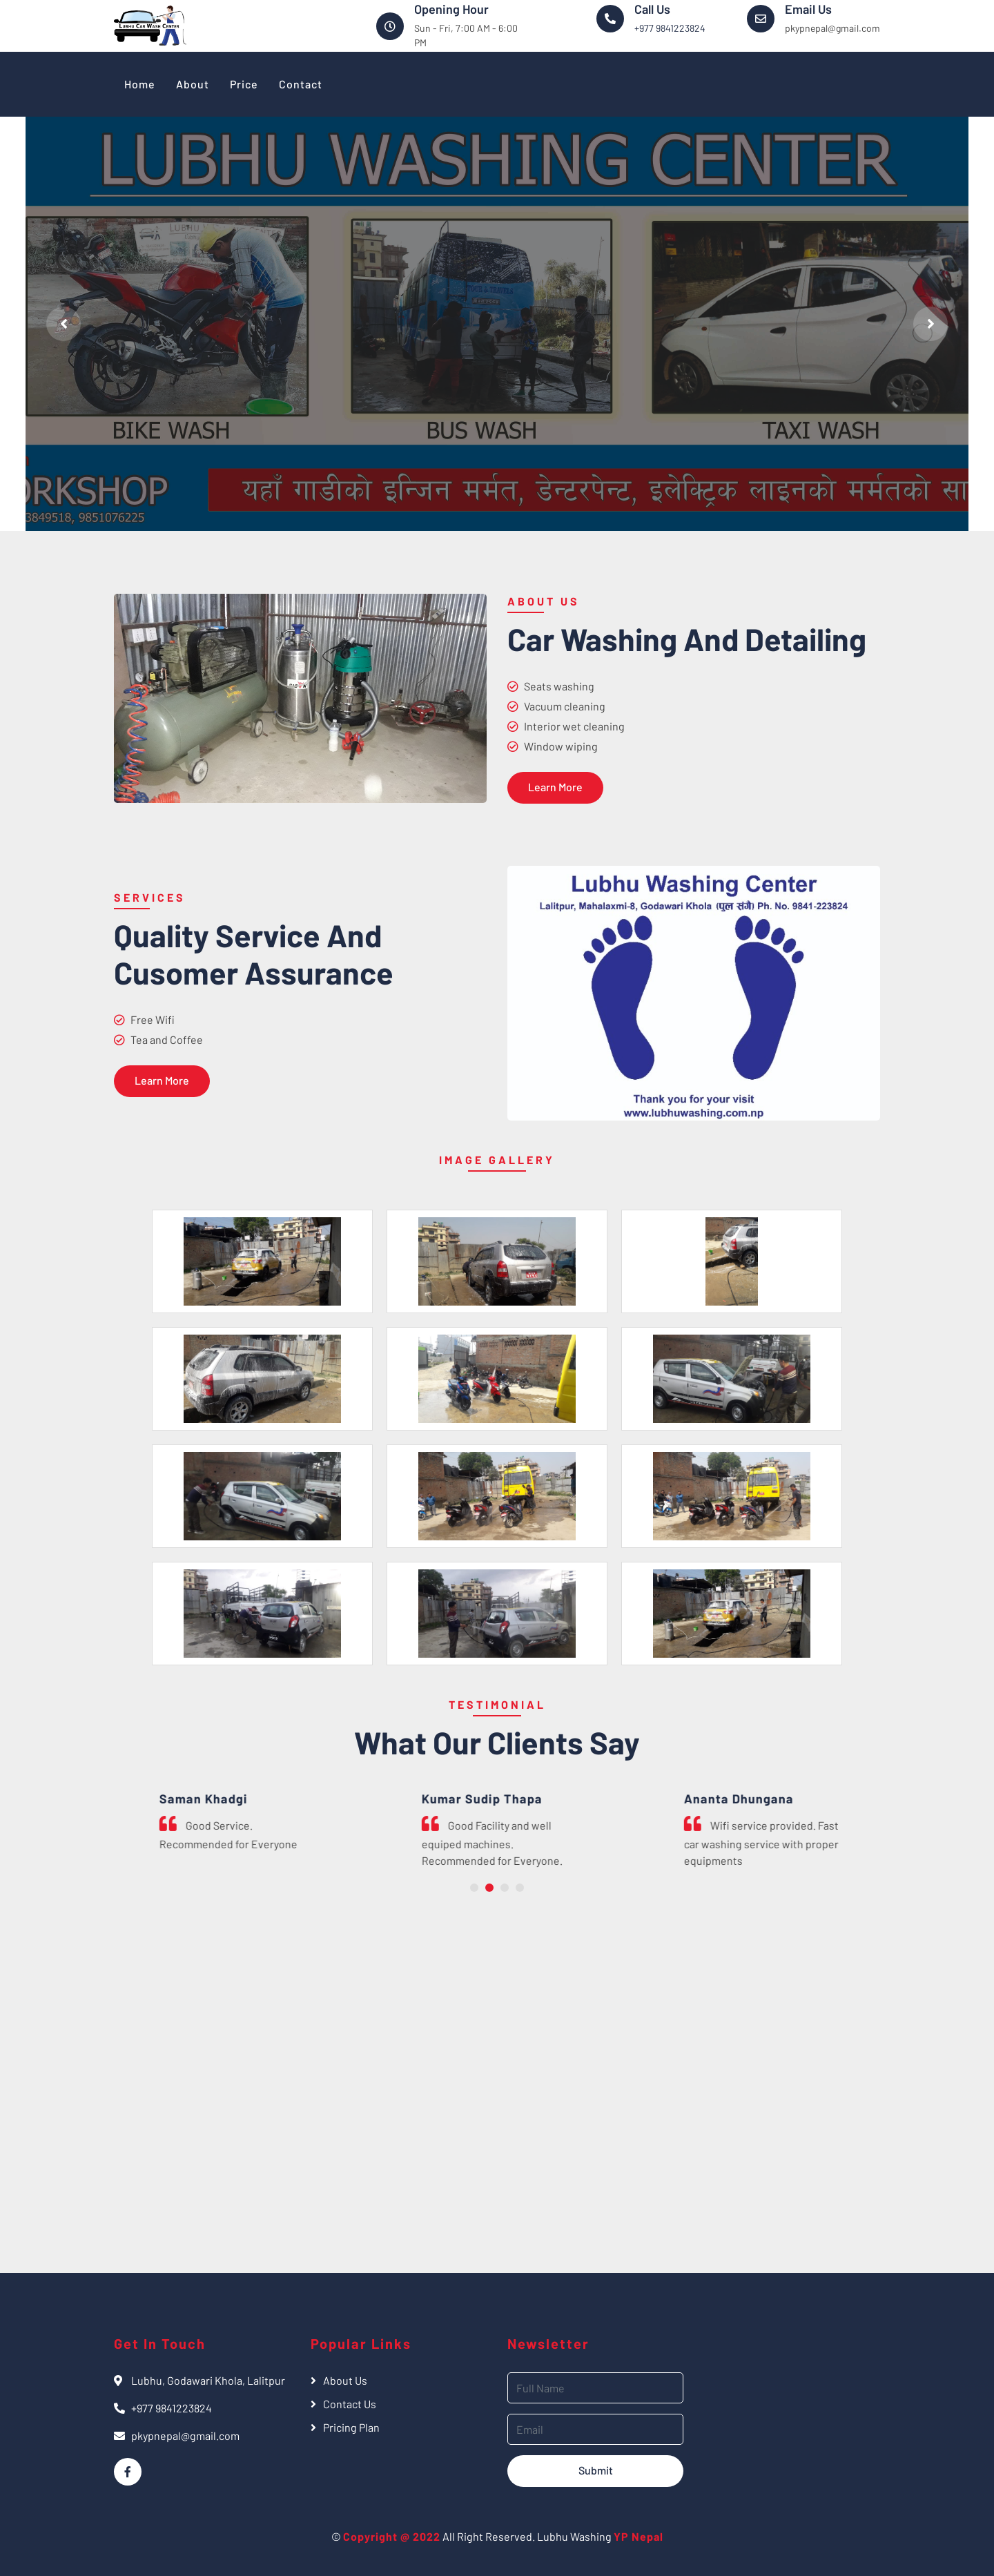 LUBHU CAR WASH CENTER
Opening Hour
Sun - Fri, 7:00 AM - 6:00
PM
Call Us
+977 9841223824
Email Us
pkypnepal@gmail.com
Home About Price Contact
LUBHU WASHING CENTER
BIKE WASH BUS WASH TAXI WASH
ORKSHOP
3849518, 9851076225
यहाँ गाडीको इन्जिन मर्मत, डेन्टरपेन्ट, इलेक्ट्रिक लाइनको मर्मतको सा
ABOUT US
Car Washing And Detailing
Seats washing
Vacuum cleaning
Interior wet cleaning
Window wiping
Learn More
SERVICES
Quality Service And
Cusomer Assurance
Free Wifi
Tea and Coffee
Learn More
Lubhu Washing Center
Lalitpur, Mahalaxmi-8, Godawari Khola (पुल सँगै) Ph. No. 9841-223824
Thank you for your visit
www.lubhuwashing.com.np
IMAGE GALLERY
TESTIMONIAL
What Our Clients Say
Saman Khadgi
Good Service.
Recommended for Everyone
Kumar Sudip Thapa
Good Facility and well
equiped machines.
Recommended for Everyone.
Ananta Dhungana
Wifi service provided. Fast
car washing service with proper
equipments
Get In Touch
Lubhu, Godawari Khola, Lalitpur
+977 9841223824
pkypnepal@gmail.com
Popular Links
About Us
Contact Us
Pricing Plan
Newsletter
Full Name
Email
Submit
© Copyright @ 2022 All Right Reserved. Lubhu Washing YP Nepal